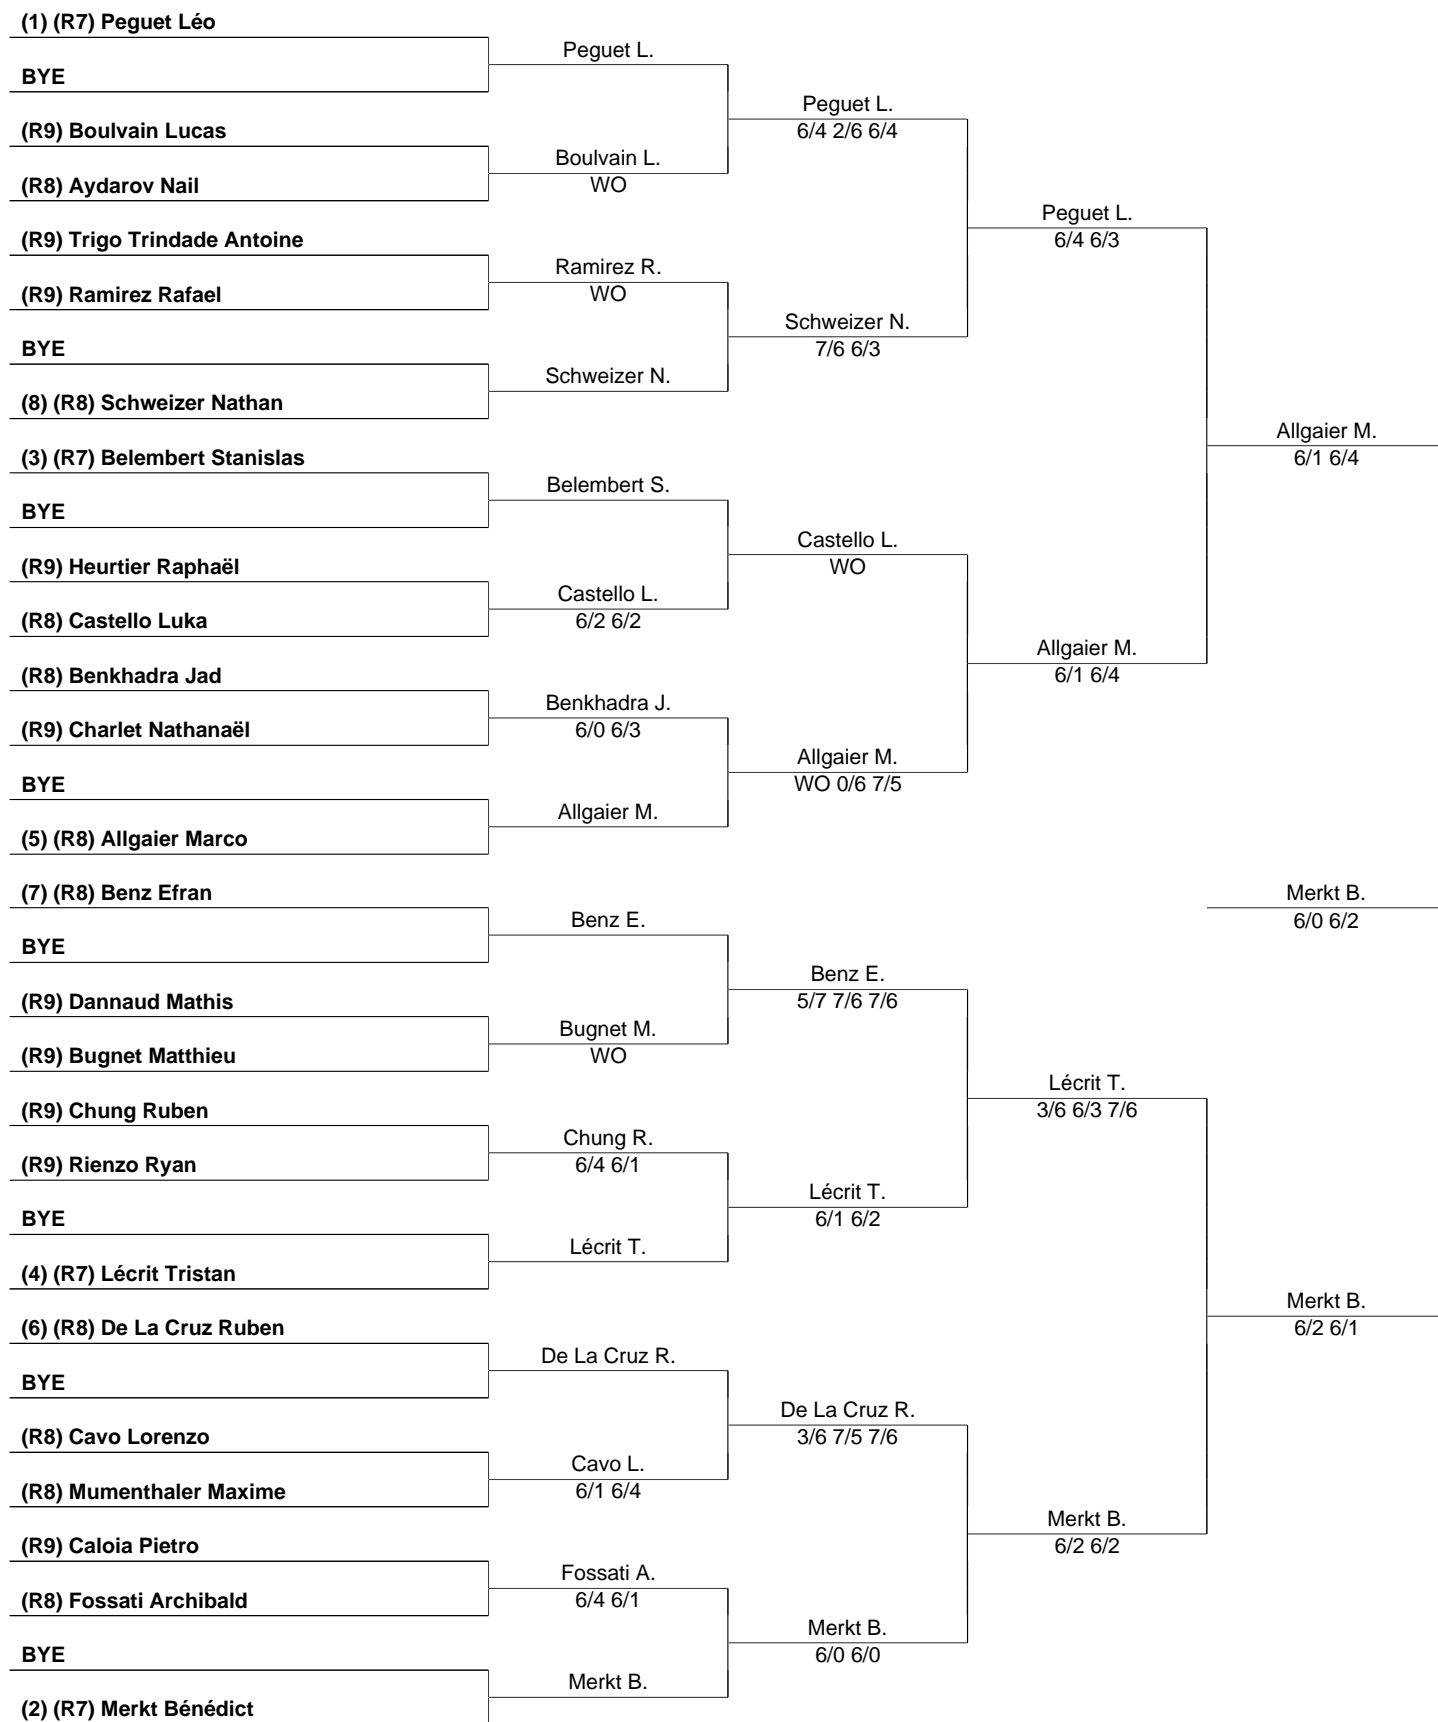 (1) (R7) Peguet Léo
BYE
(R9) Boulvain Lucas
(R8) Aydarov Nail
(R9) Trigo Trindade Antoine
(R9) Ramirez Rafael
BYE
(8) (R8) Schweizer Nathan
(3) (R7) Belembert Stanislas
BYE
(R9) Heurtier Raphaël
(R8) Castello Luka
(R8) Benkhadra Jad
(R9) Charlet Nathanaël
BYE
(5) (R8) Allgaier Marco
(7) (R8) Benz Efran
BYE
(R9) Dannaud Mathis
(R9) Bugnet Matthieu
(R9) Chung Ruben
(R9) Rienzo Ryan
BYE
(4) (R7) Lécrit Tristan
(6) (R8) De La Cruz Ruben
BYE
(R8) Cavo Lorenzo
(R8) Mumenthaler Maxime
(R9) Caloia Pietro
(R8) Fossati Archibald
BYE
(2) (R7) Merkt Bénédict
Peguet L.
Boulvain L.
WO
Ramirez R.
WO
Schweizer N.
Belembert S.
Castello L.
6/2 6/2
Benkhadra J.
6/0 6/3
Allgaier M.
Benz E.
Bugnet M.
WO
Chung R.
6/4 6/1
Lécrit T.
De La Cruz R.
Cavo L.
6/1 6/4
Fossati A.
6/4 6/1
Merkt B.
Peguet L.
6/4 2/6 6/4
Schweizer N.
7/6 6/3
Castello L.
WO
Allgaier M.
WO 0/6 7/5
Benz E.
5/7 7/6 7/6
Lécrit T.
6/1 6/2
De La Cruz R.
3/6 7/5 7/6
Merkt B.
6/0 6/0
Peguet L.
6/4 6/3
Allgaier M.
6/1 6/4
Lécrit T.
3/6 6/3 7/6
Merkt B.
6/2 6/2
Allgaier M.
6/1 6/4
Merkt B.
6/0 6/2
Merkt B.
6/2 6/1